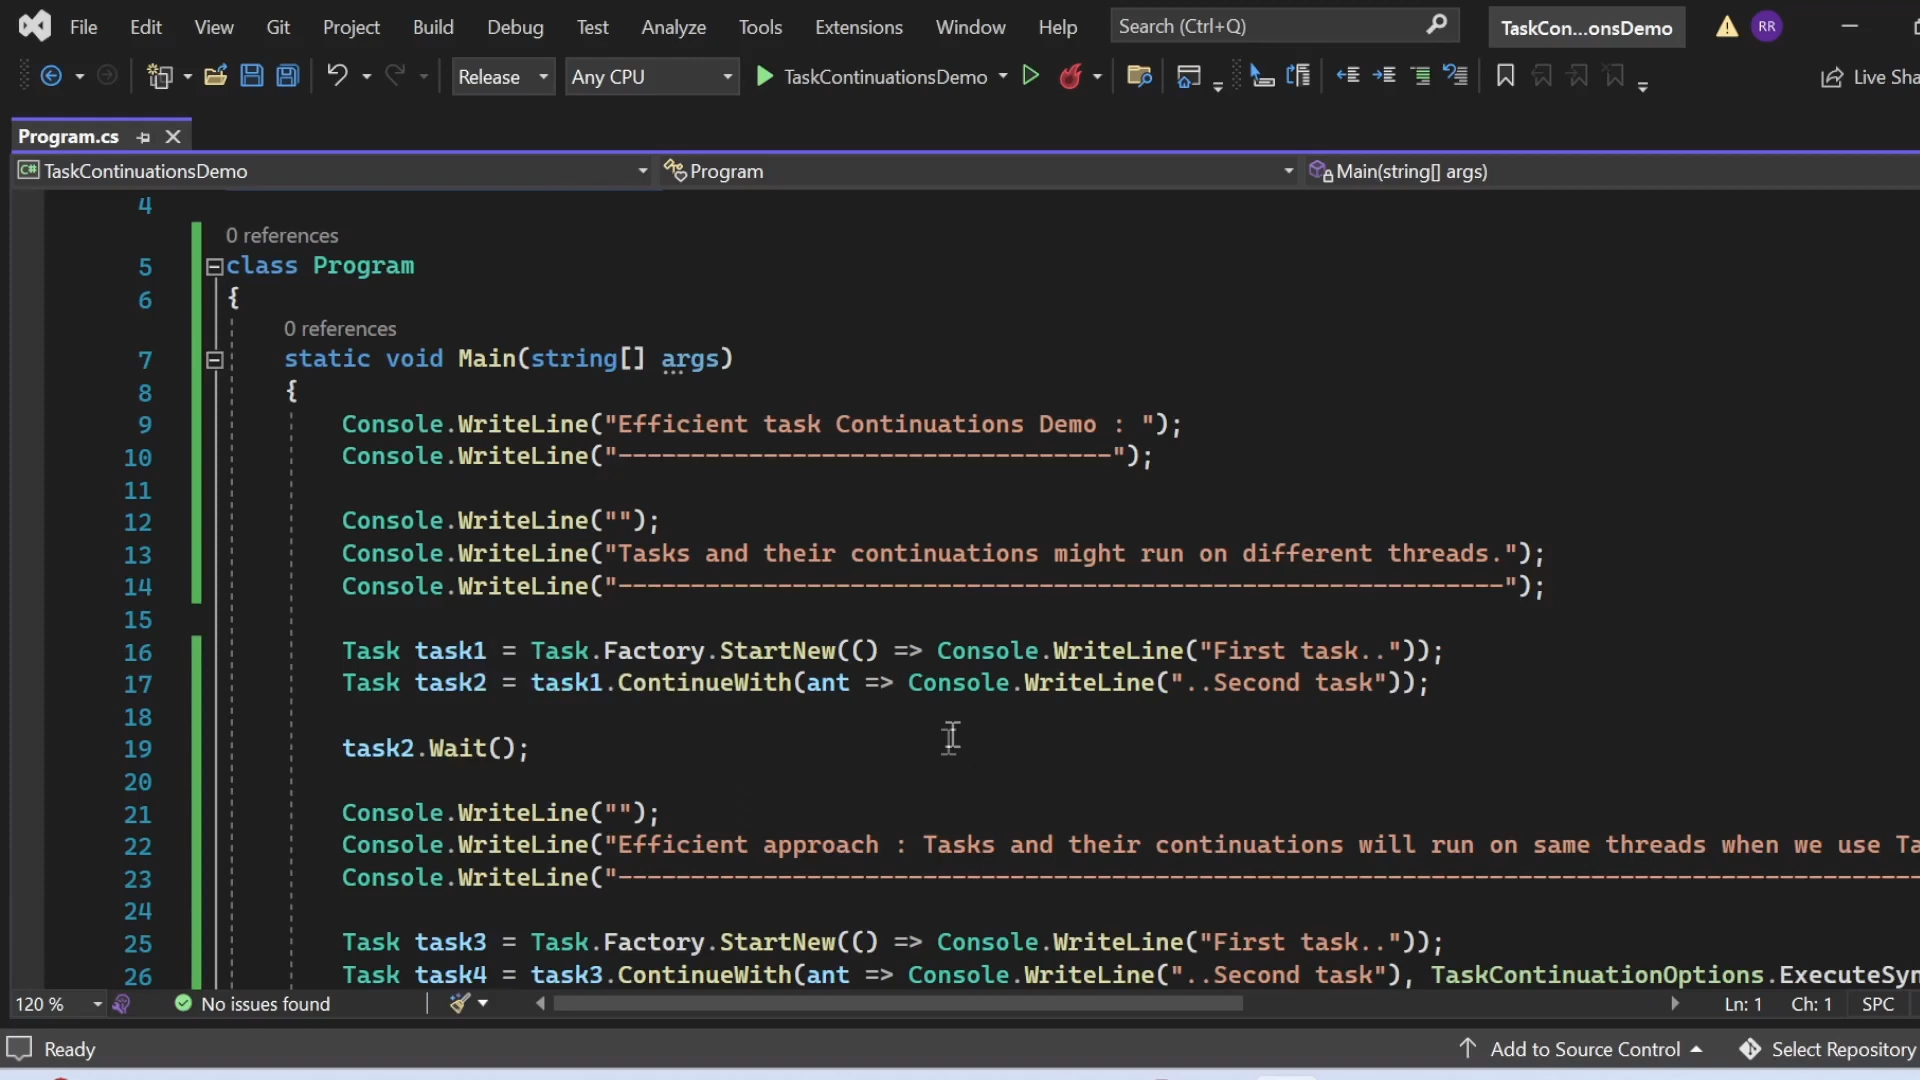 File Edit View Git Project Build Debug Test Analyze Tools Extensions Window Help Search (Ctrl+Q) TaskCon...onsDemo RR
Release Any CPU TaskContinuationsDemo Live Sha
Program.cs
C# TaskContinuationsDemo Program Main(string[] args)
4
0 references
5 class Program
6 {
0 references
7 static void Main(string[] args)
8 {
9 Console.WriteLine("Efficient task Continuations Demo : ");
10 Console.WriteLine("----------------------------------");
11
12 Console.WriteLine("");
13 Console.WriteLine("Tasks and their continuations might run on different threads.");
14 Console.WriteLine("-------------------------------------------------------------");
15
16 Task task1 = Task.Factory.StartNew(() => Console.WriteLine("First task.."));
17 Task task2 = task1.ContinueWith(ant => Console.WriteLine("..Second task"));
18
19 task2.Wait();
20
21 Console.WriteLine("");
22 Console.WriteLine("Efficient approach : Tasks and their continuations will run on same threads when we use Ta
23 Console.WriteLine("------------------------------------------------------------------------------------------
24
25 Task task3 = Task.Factory.StartNew(() => Console.WriteLine("First task.."));
26 Task task4 = task3.ContinueWith(ant => Console.WriteLine("..Second task"), TaskContinuationOptions.ExecuteSyn
120 % No issues found Ln: 1 Ch: 1 SPC
Ready Add to Source Control Select Repository